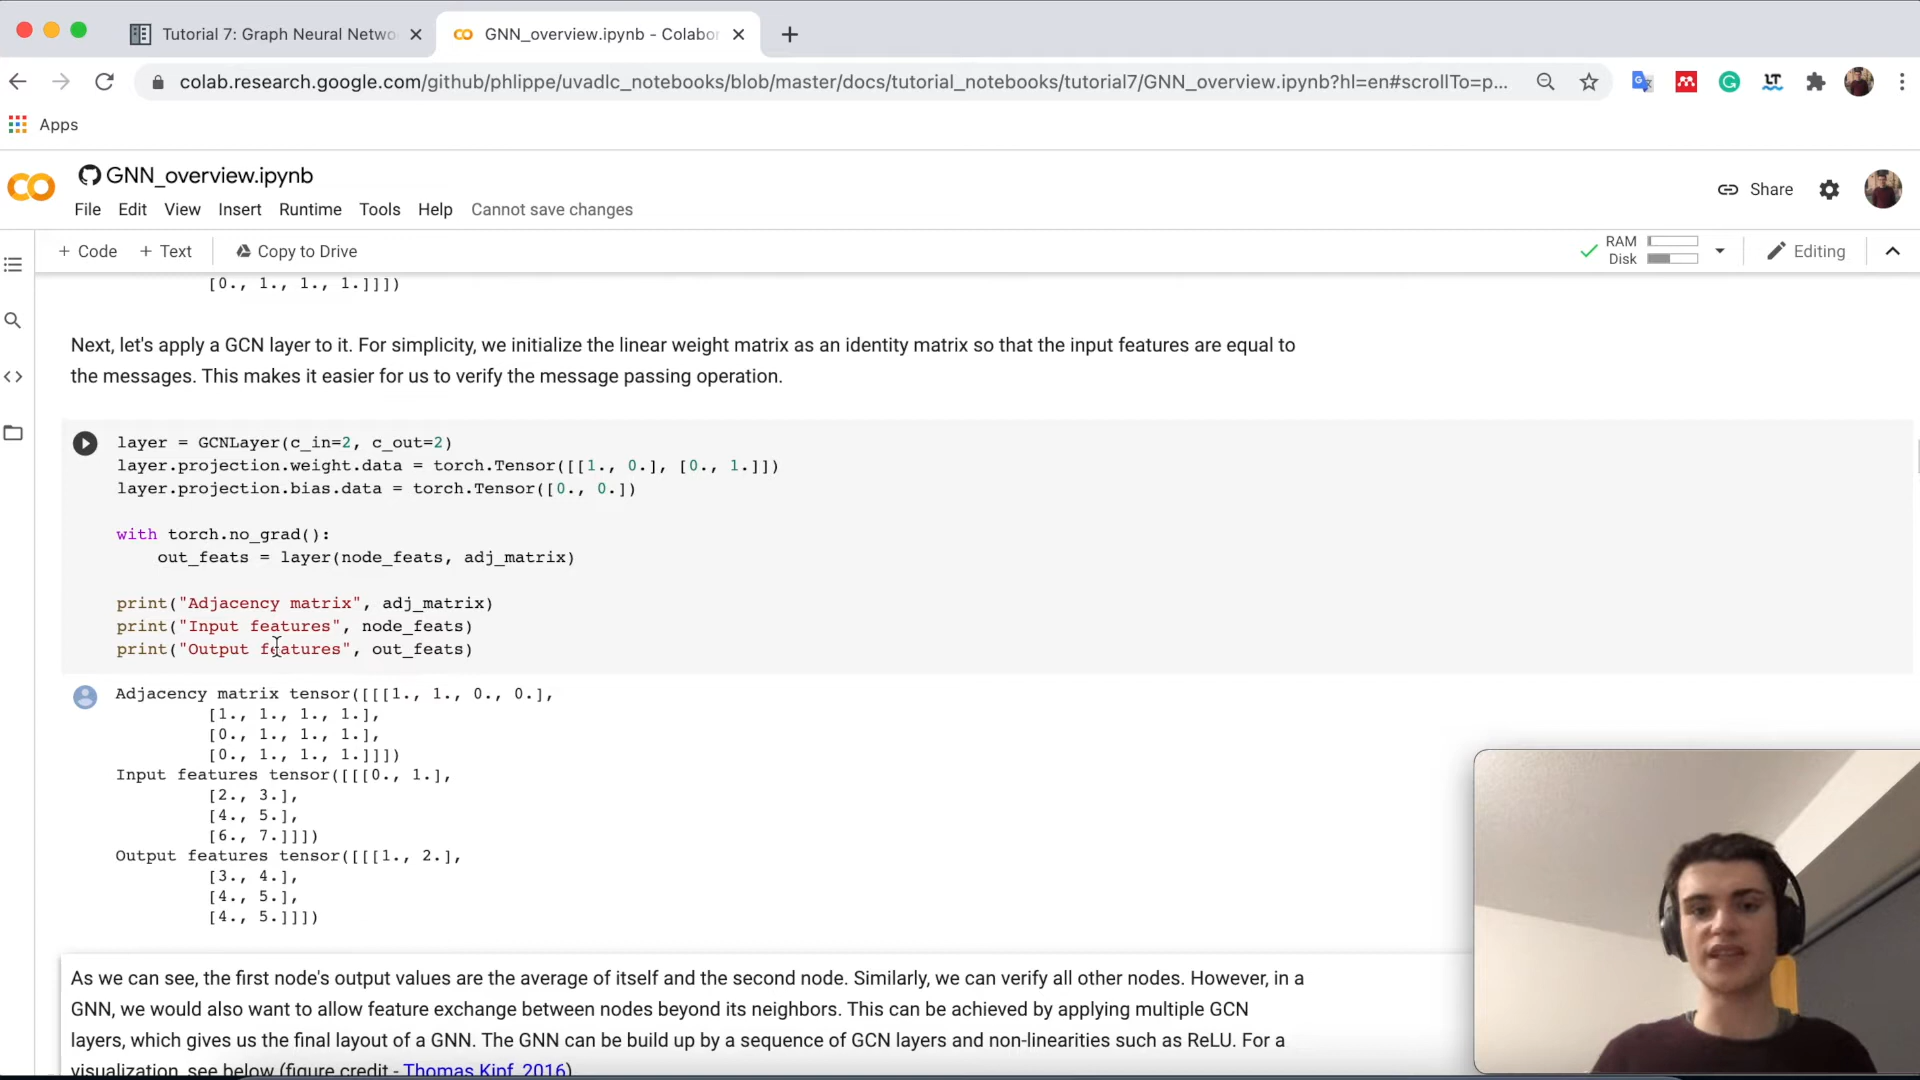 Tutorial 7: Graph Neural Netwo
GNN_overview.ipynb - Colabor
colab.research.google.com/github/phlippe/uvadlc_notebooks/blob/master/docs/tutorial_notebooks/tutorial7/GNN_overview.ipynb?hl=en#scrollTo=p...
Apps
GNN_overview.ipynb
Share
File Edit View Insert Runtime Tools Help Cannot save changes
+ Code + Text Copy to Drive
RAM
Disk
Editing
[0., 1., 1., 1.]]])
Next, let's apply a GCN layer to it. For simplicity, we initialize the linear weight matrix as an identity matrix so that the input features are equal to
the messages. This makes it easier for us to verify the message passing operation.
layer = GCNLayer(c_in=2, c_out=2)
layer.projection.weight.data = torch.Tensor([[1., 0.], [0., 1.]])
layer.projection.bias.data = torch.Tensor([0., 0.])
with torch.no_grad():
out_feats = layer(node_feats, adj_matrix)
print("Adjacency matrix", adj_matrix)
print("Input features", node_feats)
print("Output features", out_feats)
Adjacency matrix tensor([[[1., 1., 0., 0.],
[1., 1., 1., 1.],
[0., 1., 1., 1.],
[0., 1., 1., 1.]]])
Input features tensor([[[0., 1.],
[2., 3.],
[4., 5.],
[6., 7.]]])
Output features tensor([[[1., 2.],
[3., 4.],
[4., 5.],
[4., 5.]]])
As we can see, the first node's output values are the average of itself and the second node. Similarly, we can verify all other nodes. However, in a
GNN, we would also want to allow feature exchange between nodes beyond its neighbors. This can be achieved by applying multiple GCN
layers, which gives us the final layout of a GNN. The GNN can be build up by a sequence of GCN layers and non-linearities such as ReLU. For a
visualization, see below (figure credit - Thomas Kipf, 2016)